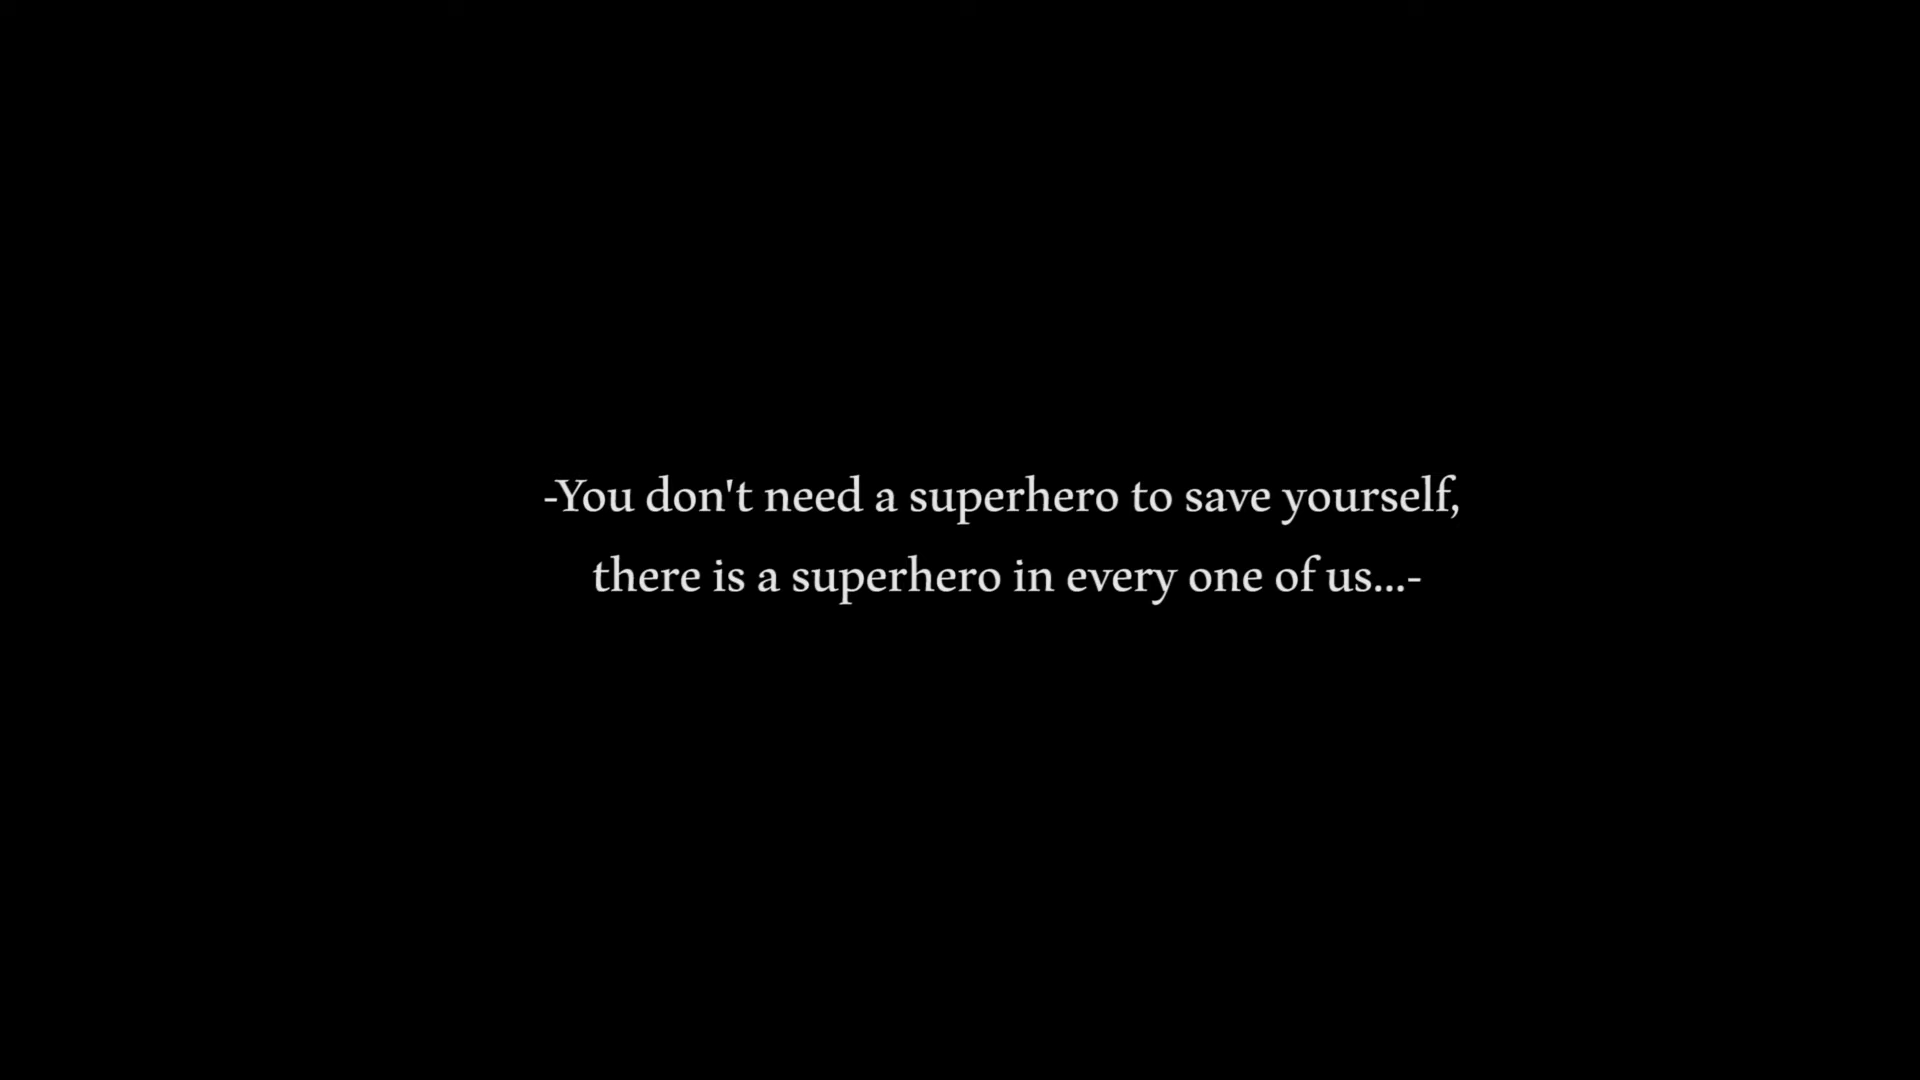 -You don't need a superhero to save yourself,
there is a superhero in every one of us...-